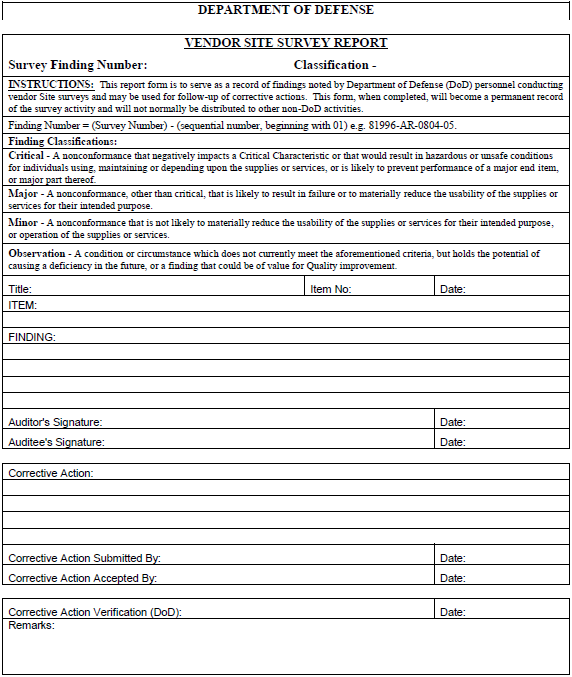 DEPARTMENT OF DEFENSE
VENDOR SITE SURVEY REPORT
Survey Finding Number: Classification -
INSTRUCTIONS: This report form is to serve as a record of findings noted by Department of Defense (DoD) personnel conducting
vendor Site surveys and may be used for follow-up of corrective actions. This form, when completed, will become a permanent record
of the survey activity and will not normally be distributed to other non-DoD activities.
Finding Number = (Survey Number) - (sequential number, beginning with 01) e.g. 81996-AR-0804-05.
Finding Classifications:
Critical - A nonconformance that negatively impacts a Critical Characteristic or that would result in hazardous or unsafe conditions
for individuals using, maintaining or depending upon the supplies or services, or is likely to prevent performance of a major end item,
or major part thereof.
Major - A nonconformance, other than critical, that is likely to result in failure or to materially reduce the usability of the supplies or
services for their intended purpose.
Minor - A nonconformance that is not likely to materially reduce the usability of the supplies or services for their intended purpose,
or operation of the supplies or services.
Observation - A condition or circumstance which does not currently meet the aforementioned criteria, but holds the potential of
causing a deficiency in the future, or a finding that could be of value for Quality improvement.
Title: Item No: Date:
ITEM:
FINDING:
Auditor's Signature: Date:
Auditee's Signature: Date:
Corrective Action:
Corrective Action Submitted By: Date:
Corrective Action Accepted By: Date:
Corrective Action Verification (DoD): Date:
Remarks: